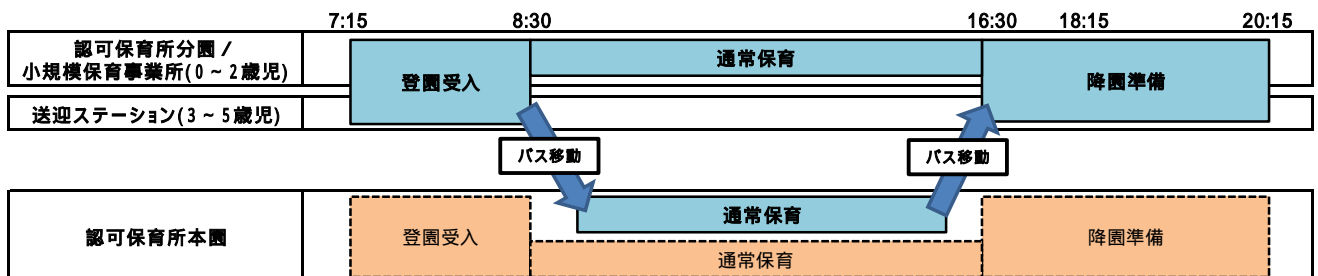 7:15 8:30 16:30 18:15 20:15
認可保育所分園 /
小規模保育事業所(0~2歳児)
登園受入
通常保育
降園準備
送迎ステーション(3~5歳児)
バス移動
バス移動
認可保育所本園
登園受入
通常保育
通常保育
降園準備